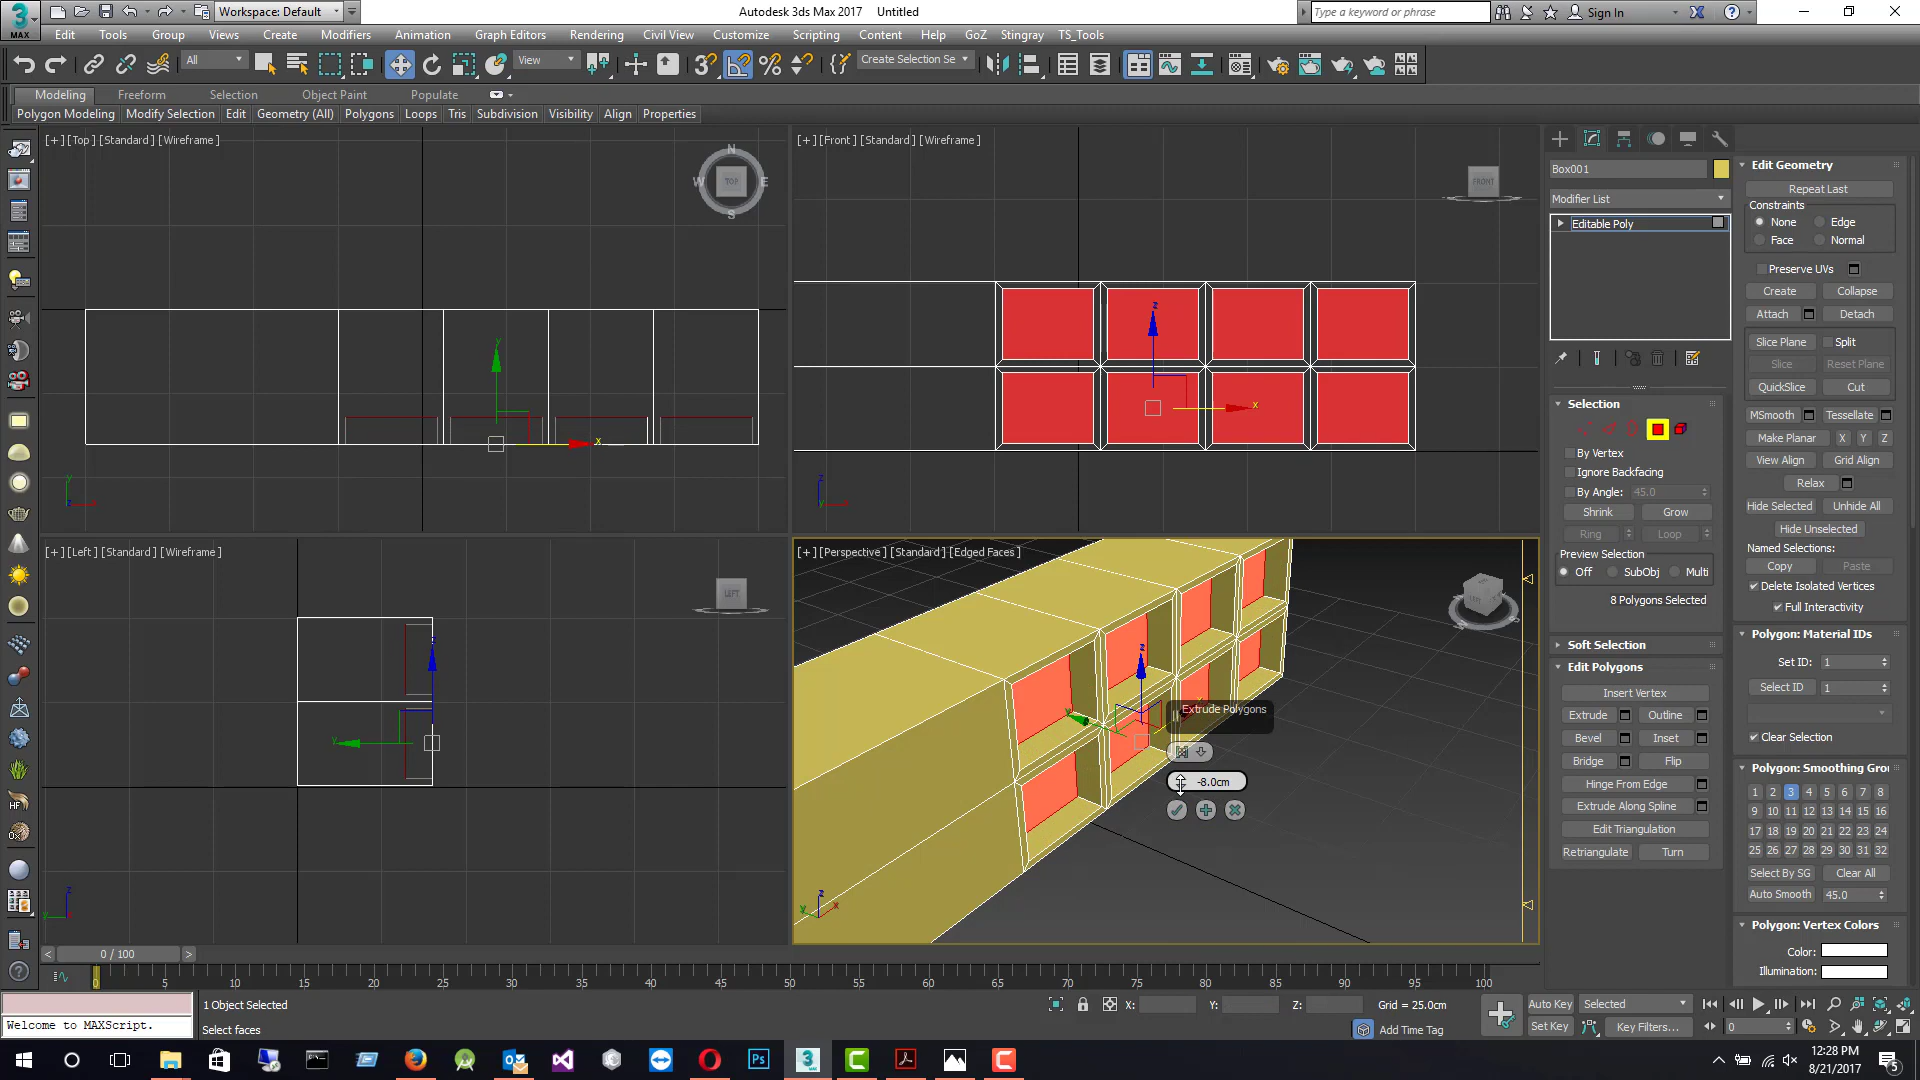 3 Workspace: Default Autodesk 3ds Max 2017 Untitled Type a keyword or phrase Sign In
MAX Edit Tools Group Views Create Modifiers Animation Graph Editors Rendering Civil View Customize Scripting Content Help GoZ Stingray TS_Tools
All View Create Selection Se
Modeling Freeform Selection Object Paint Populate
Polygon Modeling Modify Selection Edit Geometry (All) Polygons Loops Tris Subdivision Visibility Align Properties
[+] [Top] [Standard] [Wireframe]
N
W TOP E
S
y
x
[+] [Front] [Standard] [Wireframe]
FRONT
z
x
[+] [Left] [Standard] [Wireframe]
LEFT
z
y
[+] [Perspective] [Standard] [Edged Faces]
z
Extrude Polygons
-8.0cm
Box001
Modifier List
Editable Poly
Selection
By Vertex
Ignore Backfacing
By Angle: 45.0
Shrink Grow
Ring Loop
Preview Selection
Off SubObj Multi
8 Polygons Selected
Soft Selection
Edit Polygons
Insert Vertex
Extrude Outline
Bevel Inset
Bridge Flip
Hinge From Edge
Extrude Along Spline
Edit Triangulation
Retriangulate Turn
Edit Geometry
Repeat Last
Constraints
None Edge
Face Normal
Preserve UVs
Create Collapse
Attach Detach
Slice Plane Split
Slice Reset Plane
QuickSlice Cut
MSmooth Tessellate
Make Planar X Y Z
View Align Grid Align
Relax
Hide Selected Unhide All
Hide Unselected
Named Selections:
Copy Paste
Delete Isolated Vertices
Full Interactivity
Polygon: Material IDs
Set ID: 1
Select ID 1
Clear Selection
Polygon: Smoothing Grou
1 2 3 4 5 6 7 8
9 10 11 12 13 14 15 16
17 18 19 20 21 22 23 24
25 26 27 28 29 30 31 32
Select By SG Clear All
Auto Smooth 45.0
Polygon: Vertex Colors
Color:
Illumination:
< 0 / 100 >
0 5 10 15 20 25 30 35 40 45 50 55 60 65 70 75 80 85 90 95 100
1 Object Selected X: Y: Z: Grid = 25.0cm Auto Key Selected
Welcome to MAXScript. Select faces Add Time Tag Set Key Key Filters... 0
12:28 PM
8/21/2017